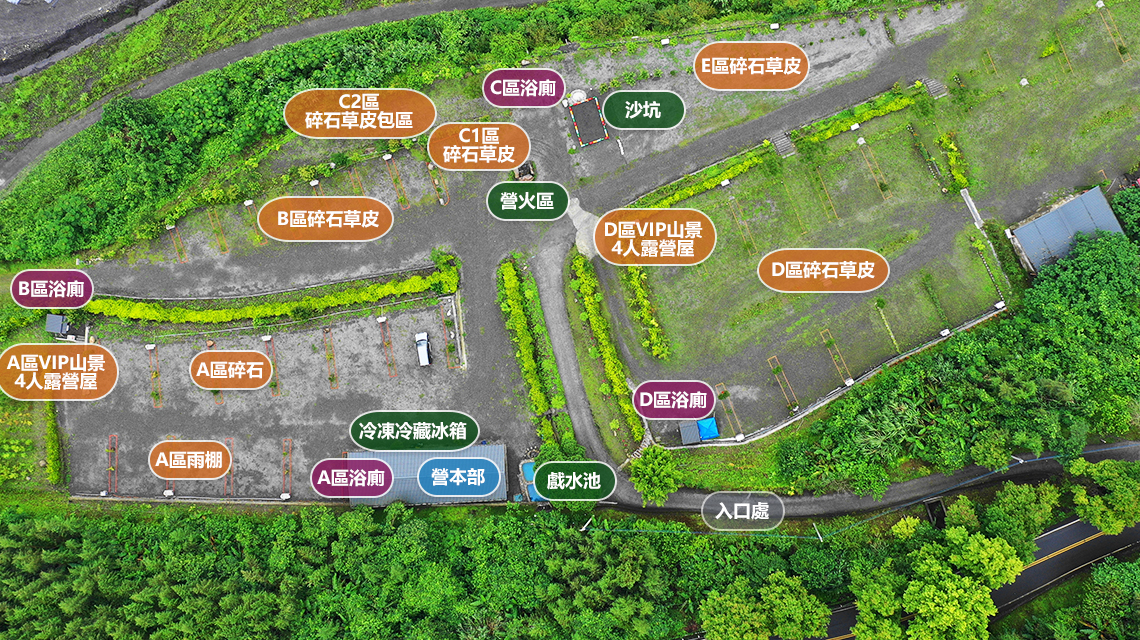 E區碎石草皮
C區浴廁
C2區
碎石草皮包區
沙坑
C1區
碎石草皮
營火區
B區碎石草皮
D區VIP山景
4人露營屋
D區碎石草皮
B區浴廁
A區VIP山景
4人露營屋
A區碎石
D區浴廁
冷凍冷藏冰箱
A區雨棚
A區浴廁
營本部
戲水池
入口處